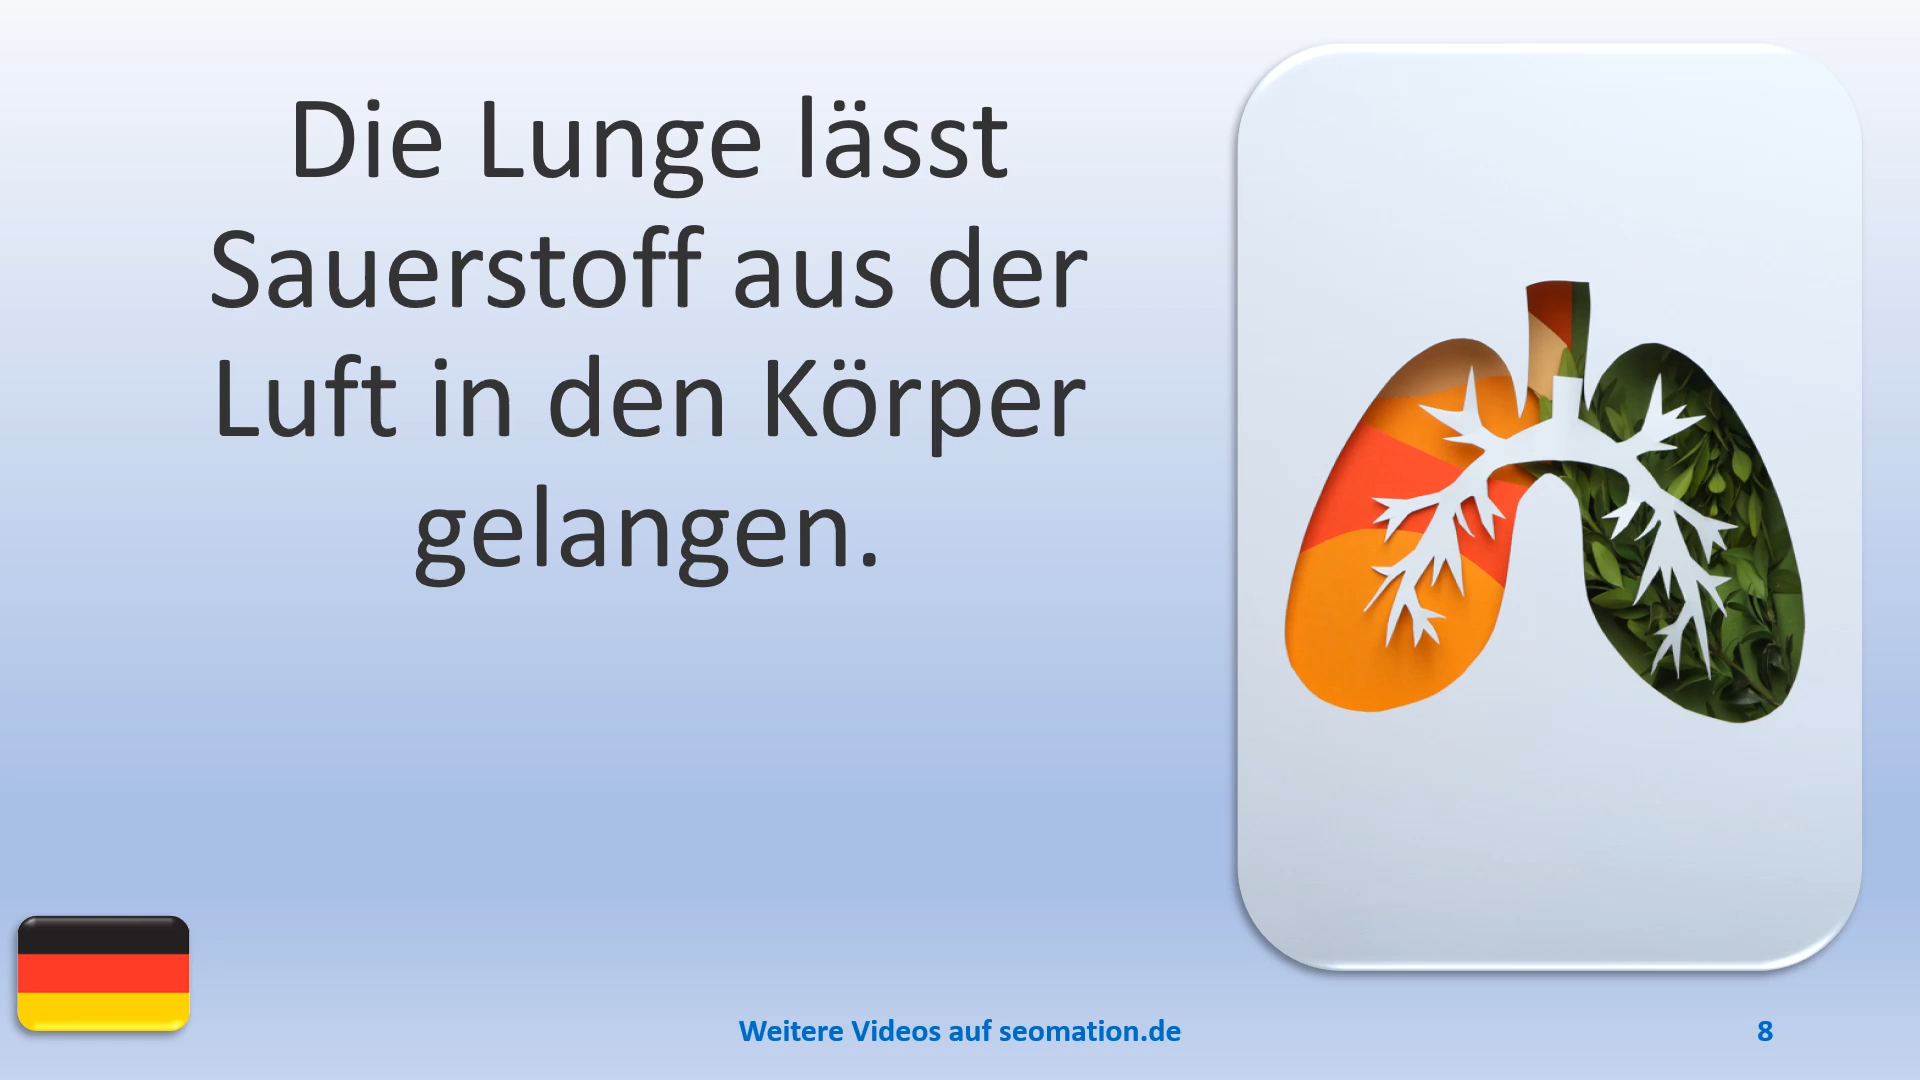 Die Lunge lässt
Sauerstoff aus der
Luft in den Körper
gelangen.
Weitere Videos auf seomation.de
8